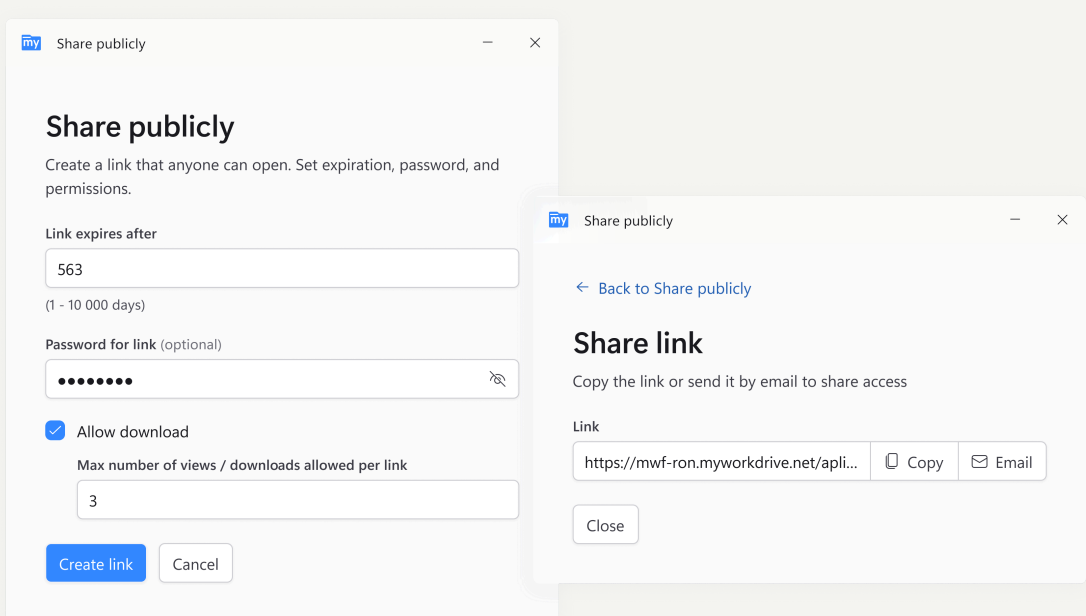 my Share publicly
Share publicly
Create a link that anyone can open. Set expiration, password, and
permissions.
Link expires after
563
(1 - 10 000 days)
Password for link (optional)
Allow download
Max number of views / downloads allowed per link
3
Create link Cancel
my Share publicly
← Back to Share publicly
Share link
Copy the link or send it by email to share access
Link
https://mwf-ron.myworkdrive.net/apli... Copy Email
Close